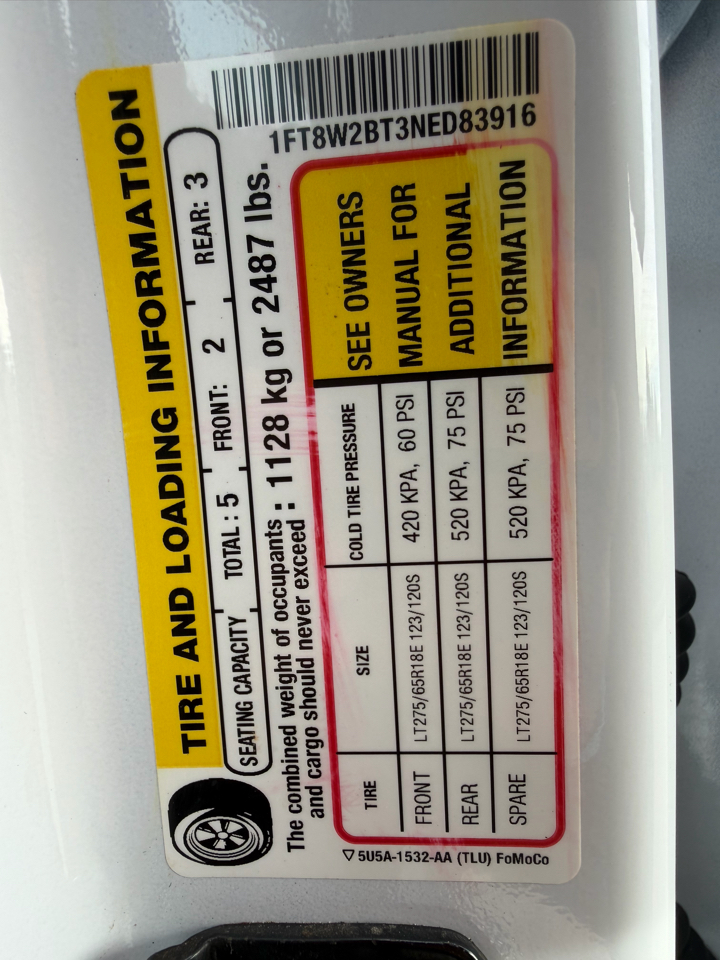 TIRE AND LOADING INFORMATION
SEATING CAPACITY TOTAL : 5 FRONT: 2 REAR: 3
The combined weight of occupants and cargo should never exceed : 1128 kg or 2487 lbs.
TIRE SIZE COLD TIRE PRESSURE
FRONT LT275/65R18E 123/120S 420 KPA, 60 PSI
REAR LT275/65R18E 123/120S 520 KPA, 75 PSI
SPARE LT275/65R18E 123/120S 520 KPA, 75 PSI
SEE OWNERS
MANUAL FOR
ADDITIONAL
INFORMATION
5U5A-1532-AA (TLU) FoMoCo
1FT8W2BT3NED83916